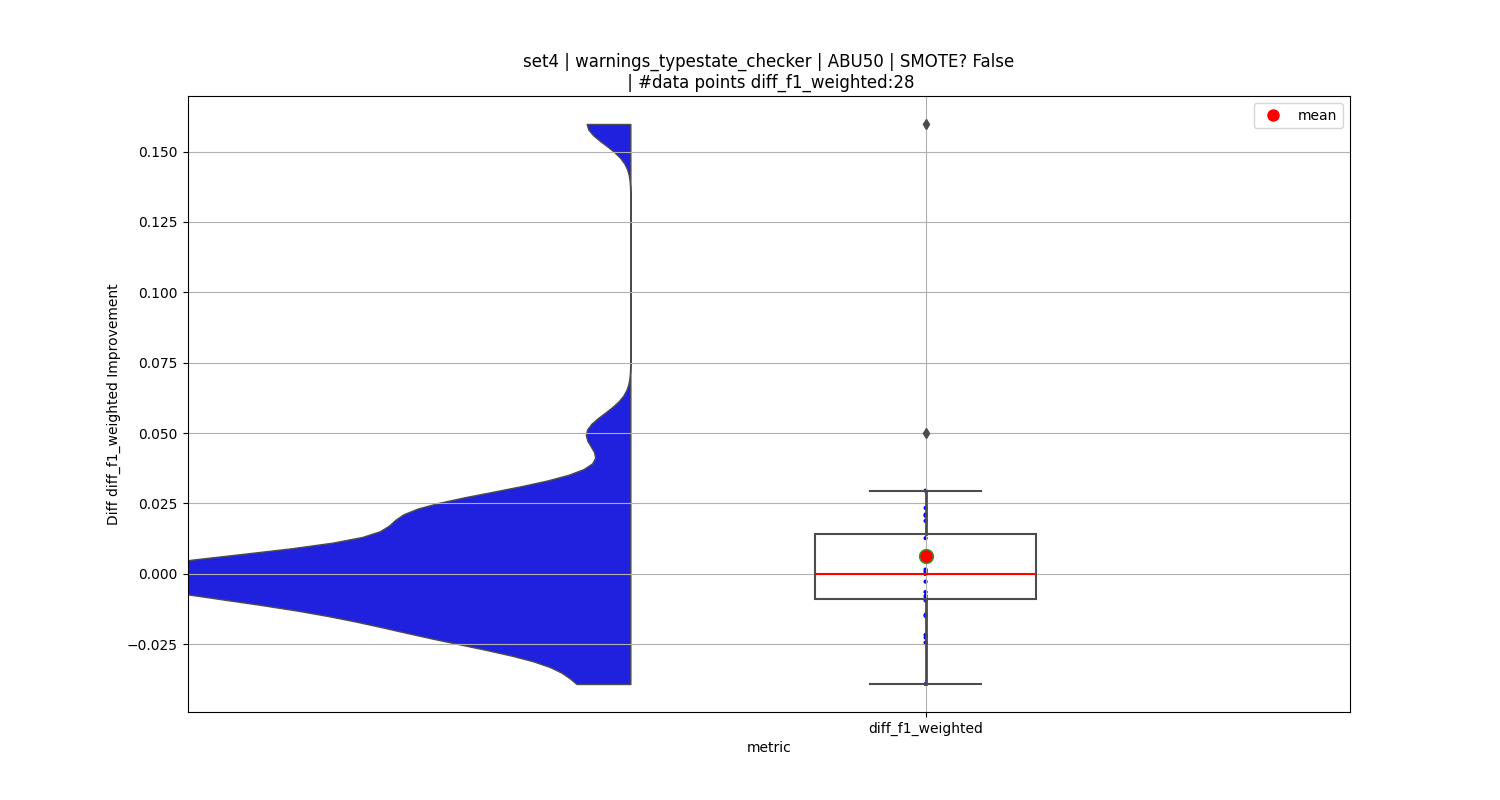 set4 | warnings_typestate_checker | ABU50 | SMOTE? False
| #data points diff_f1_weighted:28
mean
0.150
0.125
0.100
0.075
0.050
0.025
0.000
−0.025
Diff diff_f1_weighted Improvement
diff_f1_weighted
metric